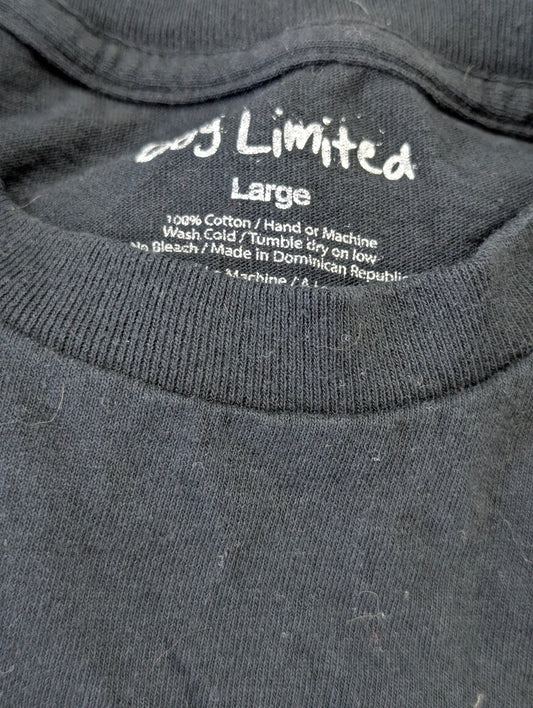 Limited
Large
100% Cotton / Hand or Machine
Wash Cold / Tumble dry on low
No Bleach / Made in Dominican Republic
Machine /